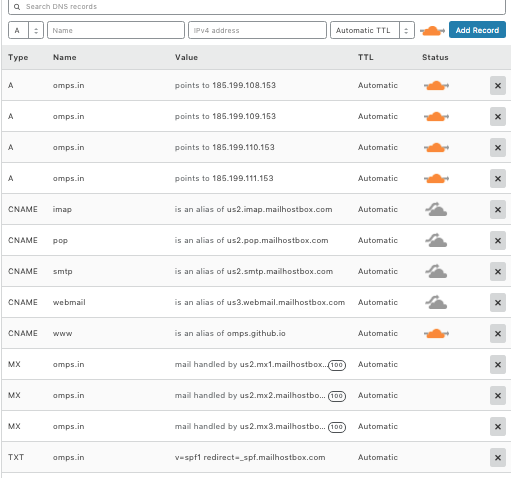 Search DNS records
A Name IPv4 address Automatic TTL Add Record
Type Name Value TTL Status
A omps.in points to 185.199.108.153 Automatic
A omps.in points to 185.199.109.153 Automatic
A omps.in points to 185.199.110.153 Automatic
A omps.in points to 185.199.111.153 Automatic
CNAME imap is an alias of us2.imap.mailhostbox.com Automatic
CNAME pop is an alias of us2.pop.mailhostbox.com Automatic
CNAME smtp is an alias of us2.smtp.mailhostbox.com Automatic
CNAME webmail is an alias of us3.webmail.mailhostbox.com Automatic
CNAME www is an alias of omps.github.io Automatic
MX omps.in mail handled by us2.mx1.mailhostbox... 100 Automatic
MX omps.in mail handled by us2.mx2.mailhostbo... 100 Automatic
MX omps.in mail handled by us2.mx3.mailhostbo... 100 Automatic
TXT omps.in v=spf1 redirect=_spf.mailhostbox.com Automatic